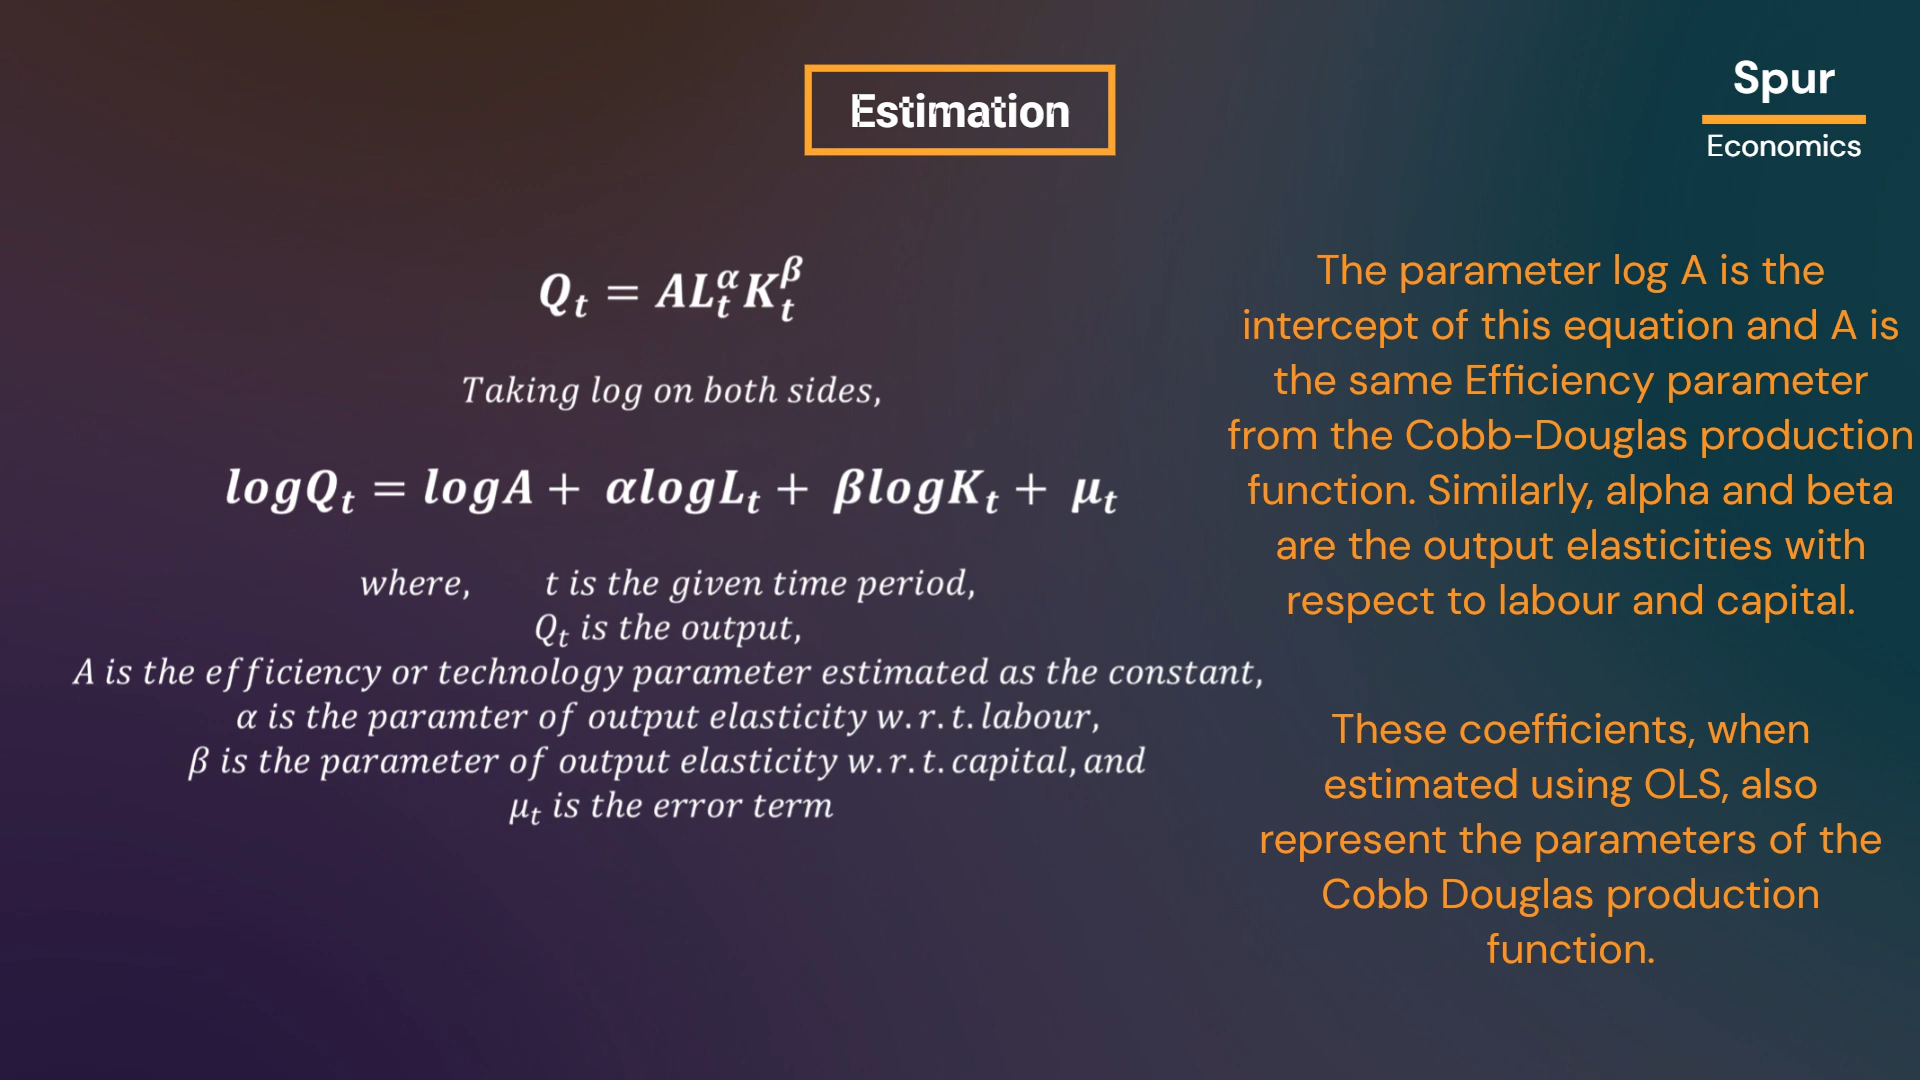 Estimation
Spur
Economics
Q_t = AL_t^α K_t^β
Taking log on both sides,
logQ_t = logA + αlogL_t + βlogK_t + μ_t
where, t is the given time period,
Q_t is the output,
A is the efficiency or technology parameter estimated as the constant,
α is the paramter of output elasticity w.r.t. labour,
β is the parameter of output elasticity w.r.t. capital, and
μ_t is the error term
The parameter log A is the
intercept of this equation and A is
the same Efficiency parameter
from the Cobb-Douglas production
function. Similarly, alpha and beta
are the output elasticities with
respect to labour and capital.
These coefficients, when
estimated using OLS, also
represent the parameters of the
Cobb Douglas production
function.